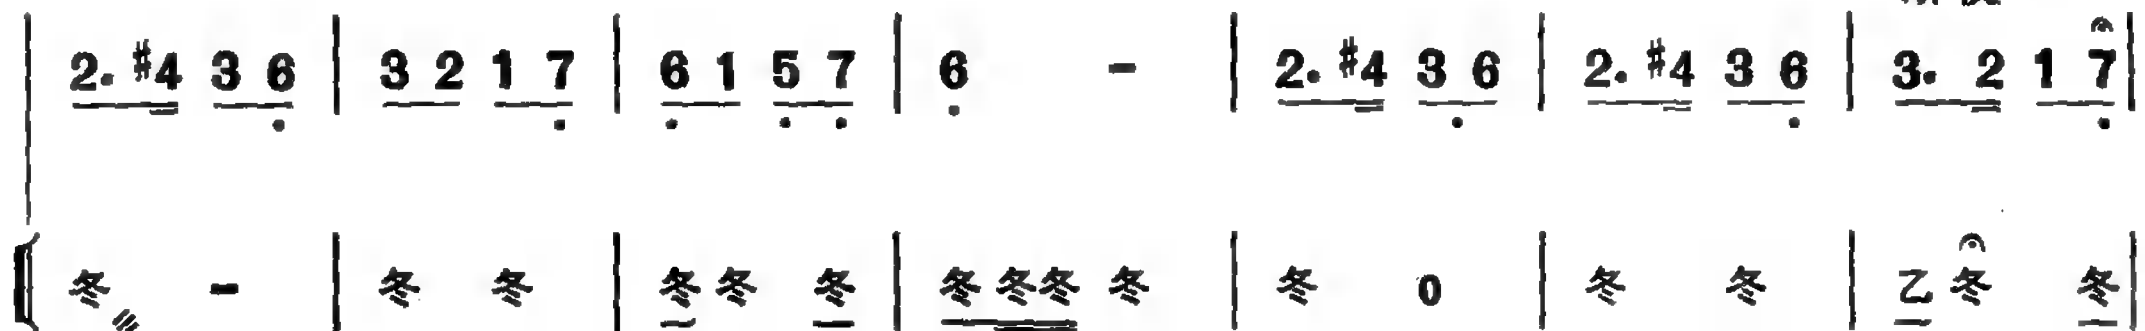 2. #4 3 6 | 3 2 1 7 | 6 1 5 7 | 6 - | 2. #4 3 6 | 2. #4 3 6 | 3. 2 1 7
冬 - | 冬 冬 | 冬 冬 冬 | 冬 冬冬 冬 | 冬 0 | 冬 冬 | 乙 冬 冬